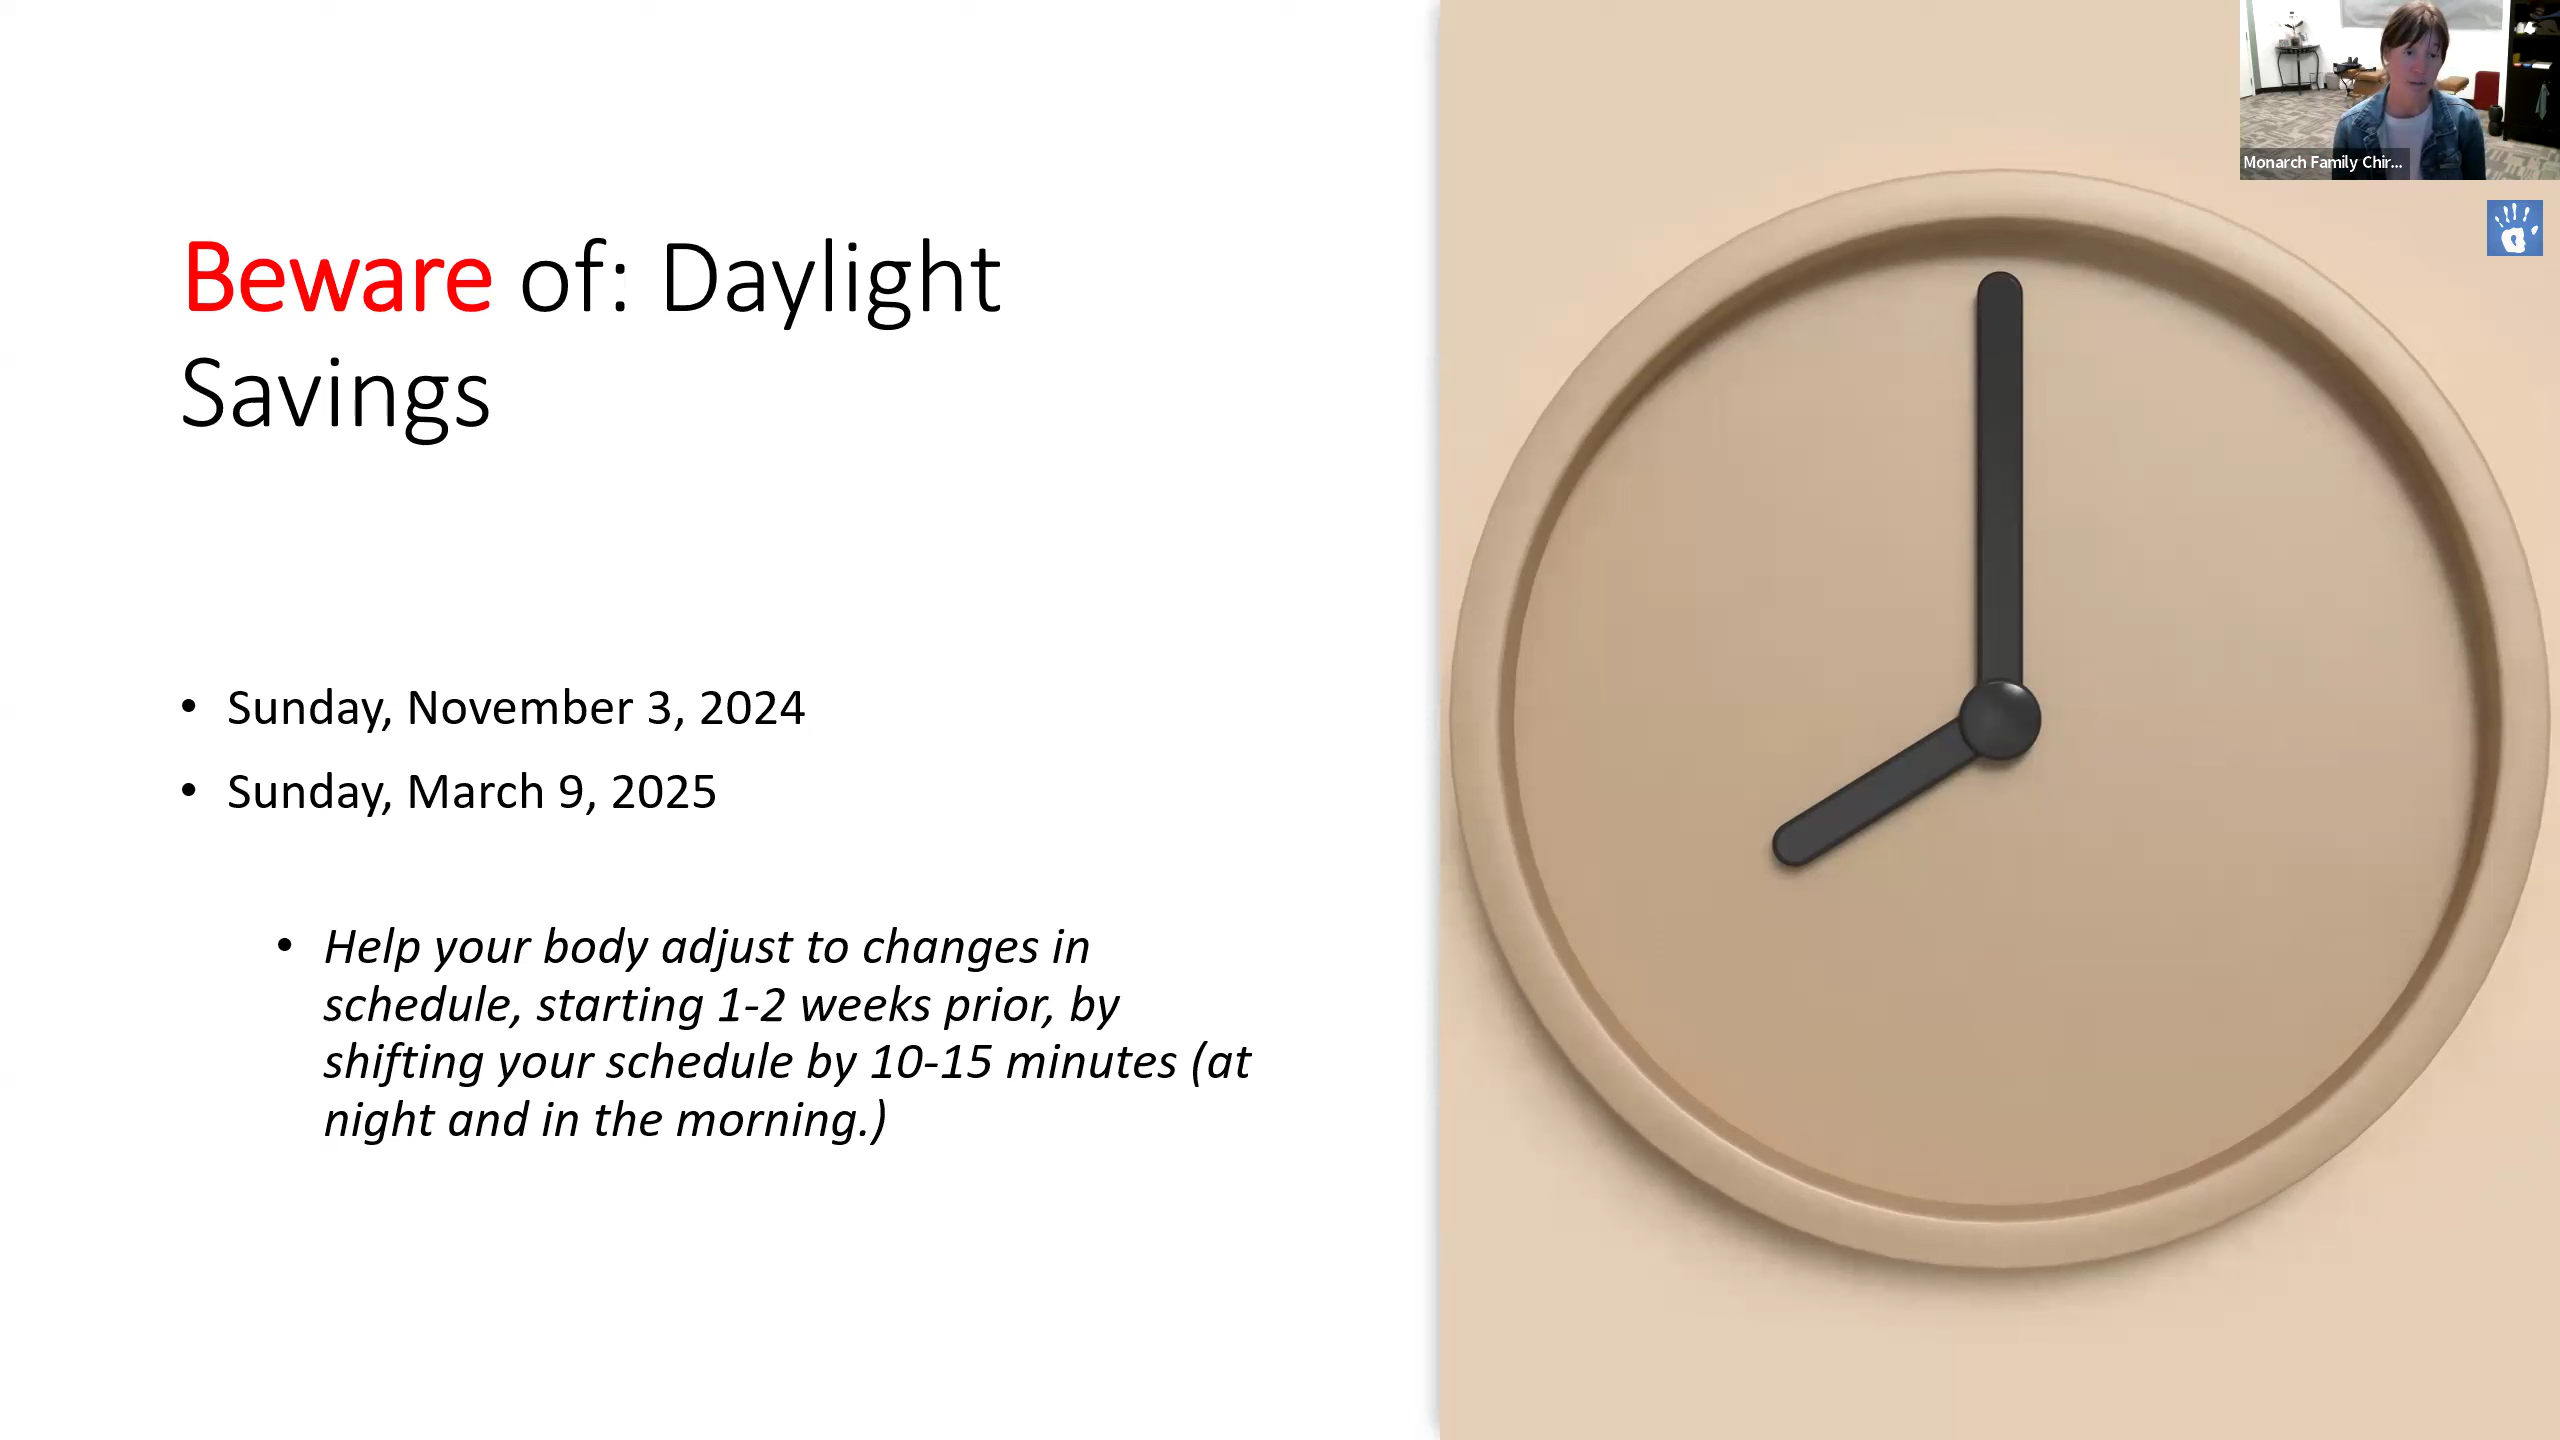 Beware of: Daylight
Savings
• Sunday, November 3, 2024
• Sunday, March 9, 2025
• Help your body adjust to changes in
schedule, starting 1-2 weeks prior, by
shifting your schedule by 10-15 minutes (at
night and in the morning.)
Monarch Family Chir...